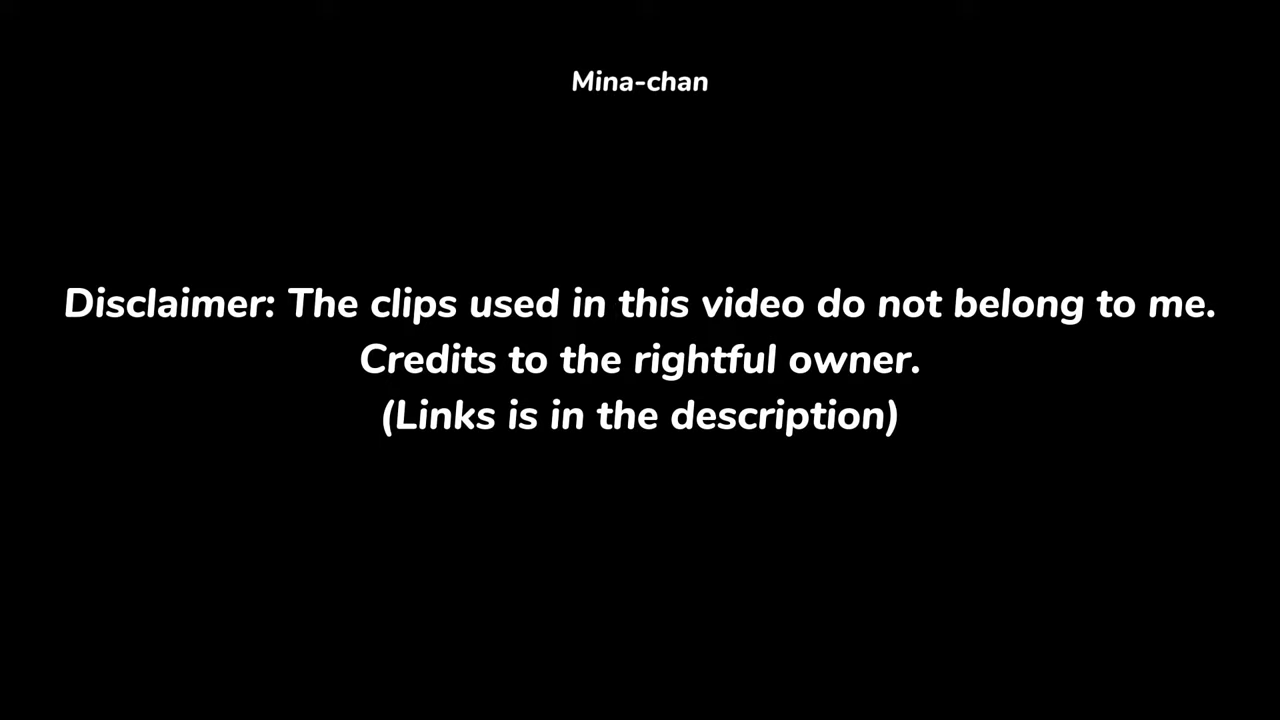 Mina-chan
Disclaimer: The clips used in this video do not belong to me.
Credits to the rightful owner.
(Links is in the description)